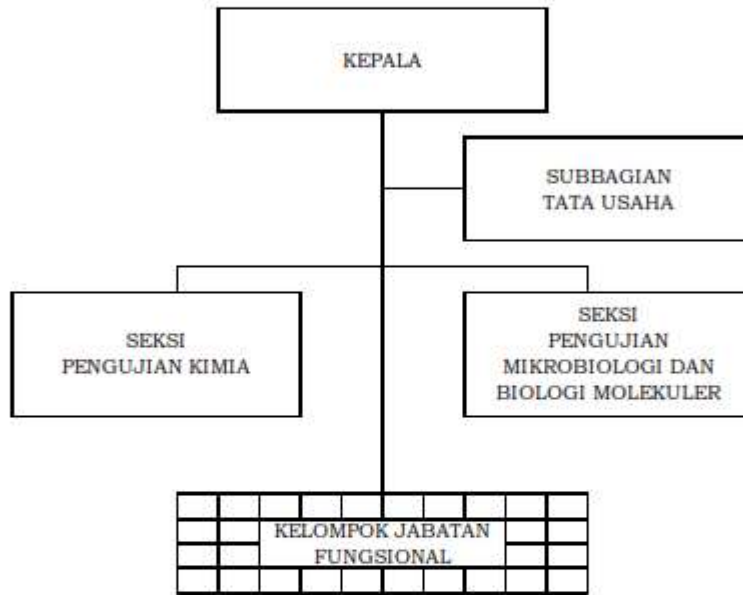 KEPALA
SUBBAGIAN
TATA USAHA
SEKSI
PENGUJIAN KIMIA
SEKSI
PENGUJIAN
MIKROBIOLOGI DAN
BIOLOGI MOLEKULER
KELOMPOK JABATAN
FUNGSIONAL